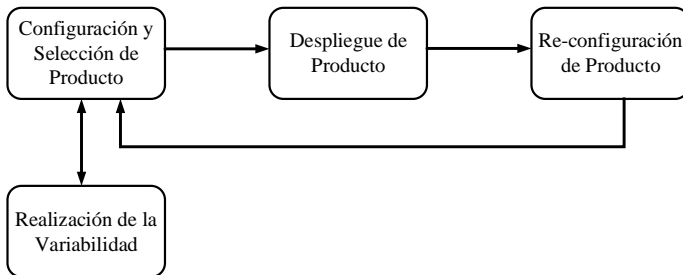 Configuración y
Selección de
Producto
Despliegue de
Producto
Re-configuración
de Producto
Realización de la
Variabilidad